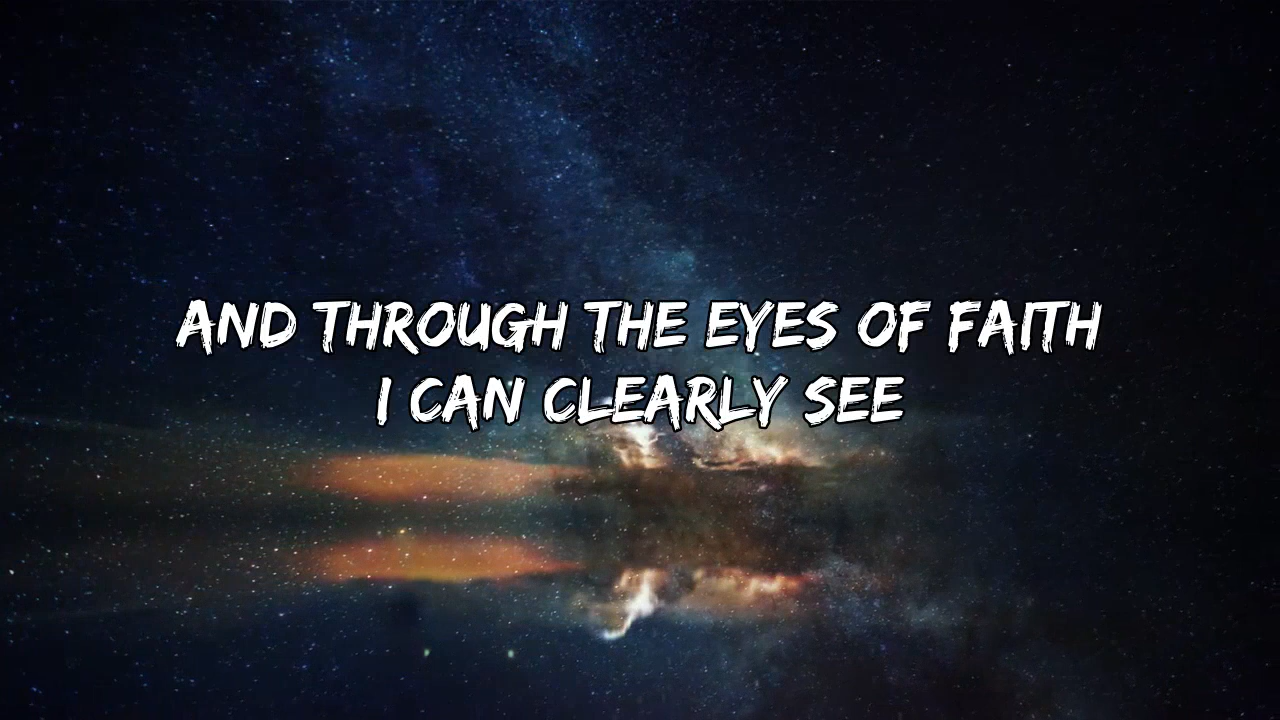 AND THROUGH THE EYES OF FAITH
I CAN CLEARLY SEE